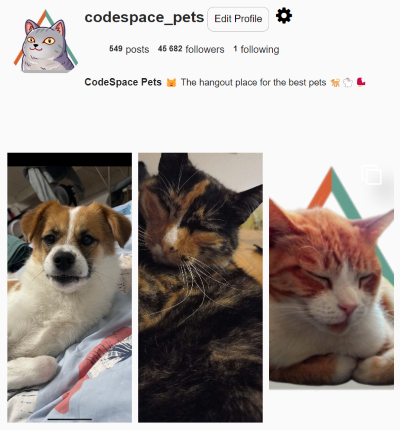 codespace_pets Edit Profile
549 posts 45 682 followers 1 following
CodeSpace Pets 🐱 The hangout place for the best pets 🐕🐑🛼